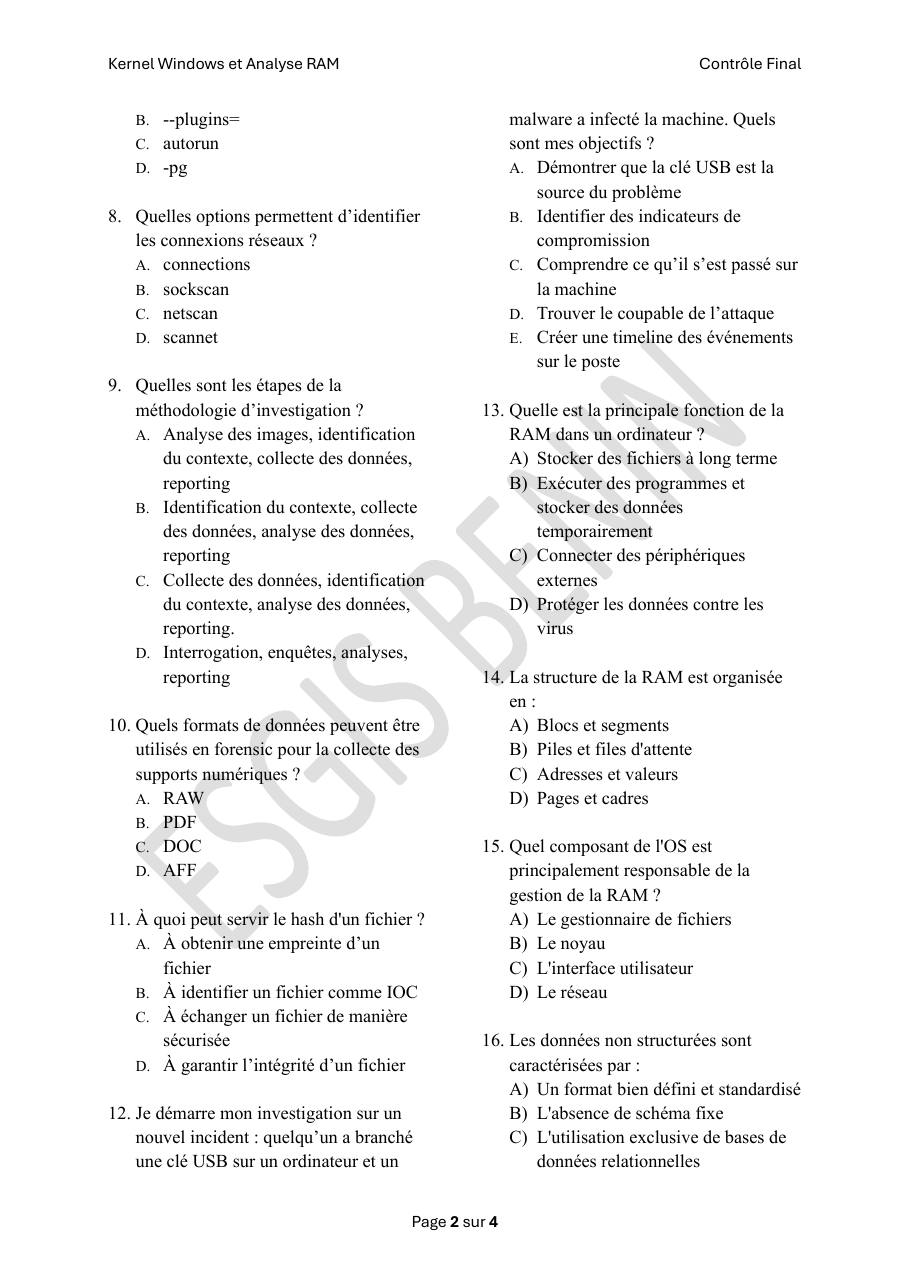 Kernel Windows et Analyse RAM
Contrôle Final
B. --plugins=
C. autorun
D. -pg
8. Quelles options permettent d’identifier
les connexions réseaux ?
A. connections
B. sockscan
C. netscan
D. scannet
9. Quelles sont les étapes de la
méthodologie d’investigation ?
A. Analyse des images, identification
du contexte, collecte des données,
reporting
B. Identification du contexte, collecte
des données, analyse des données,
reporting
C. Collecte des données, identification
du contexte, analyse des données,
reporting.
D. Interrogation, enquêtes, analyses,
reporting
10. Quels formats de données peuvent être
utilisés en forensic pour la collecte des
supports numériques ?
A. RAW
B. PDF
C. DOC
D. AFF
11. À quoi peut servir le hash d'un fichier ?
A. À obtenir une empreinte d’un
fichier
B. À identifier un fichier comme IOC
C. À échanger un fichier de manière
sécurisée
D. À garantir l’intégrité d’un fichier
12. Je démarre mon investigation sur un
nouvel incident : quelqu’un a branché
une clé USB sur un ordinateur et un
malware a infecté la machine. Quels
sont mes objectifs ?
A. Démontrer que la clé USB est la
source du problème
B. Identifier des indicateurs de
compromission
C. Comprendre ce qu’il s’est passé sur
la machine
D. Trouver le coupable de l’attaque
E. Créer une timeline des événements
sur le poste
13. Quelle est la principale fonction de la
RAM dans un ordinateur ?
A) Stocker des fichiers à long terme
B) Exécuter des programmes et
stocker des données
temporairement
C) Connecter des périphériques
externes
D) Protéger les données contre les
virus
14. La structure de la RAM est organisée
en :
A) Blocs et segments
B) Piles et files d'attente
C) Adresses et valeurs
D) Pages et cadres
15. Quel composant de l'OS est
principalement responsable de la
gestion de la RAM ?
A) Le gestionnaire de fichiers
B) Le noyau
C) L'interface utilisateur
D) Le réseau
16. Les données non structurées sont
caractérisées par :
A) Un format bien défini et standardisé
B) L'absence de schéma fixe
C) L'utilisation exclusive de bases de
données relationnelles
ESGIS BENIN
Page 2 sur 4